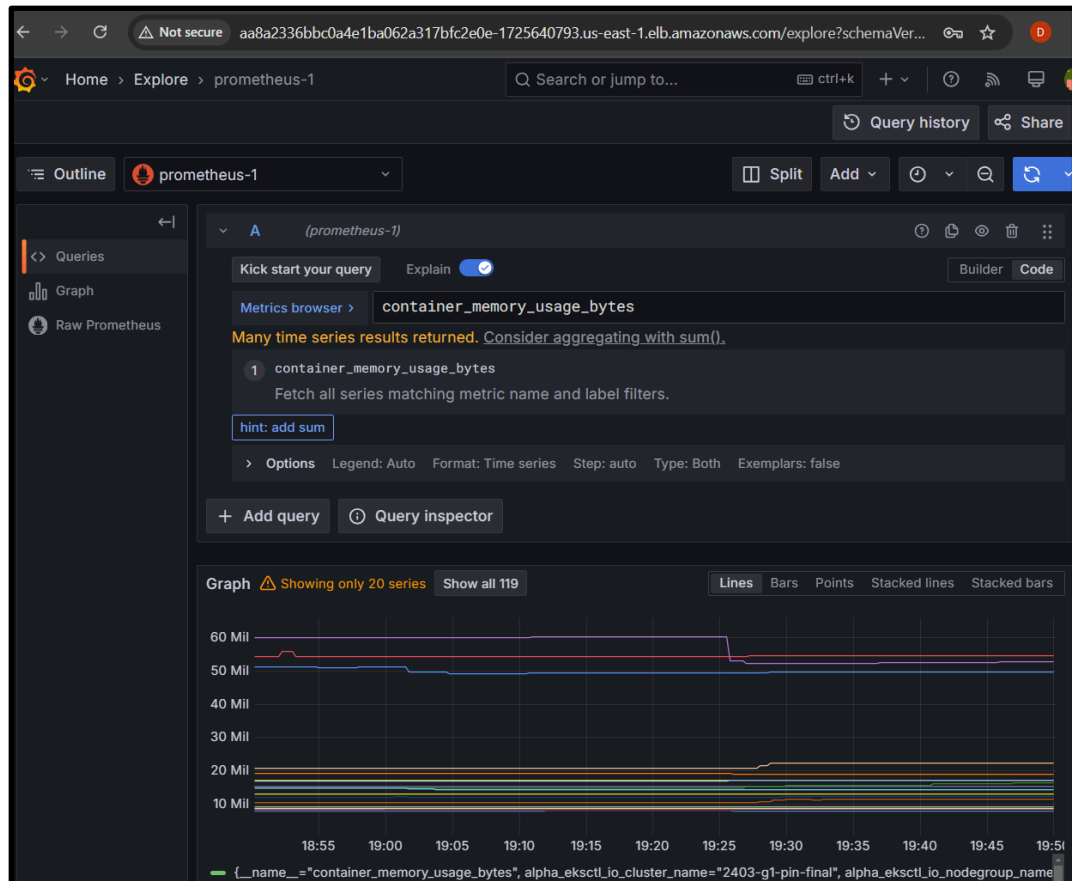 Not secure aa8a2336bbc0a4e1ba062a317bfc2e0e-1725640793.us-east-1.elb.amazonaws.com/explore?schemaVer... D
Home > Explore > prometheus-1 Search or jump to... ctrl+k
Query history Share
Outline prometheus-1 Split Add
Queries
Graph
Raw Prometheus
A (prometheus-1)
Kick start your query Explain Builder Code
Metrics browser > container_memory_usage_bytes
Many time series results returned. Consider aggregating with sum().
1 container_memory_usage_bytes
Fetch all series matching metric name and label filters.
hint: add sum
> Options Legend: Auto Format: Time series Step: auto Type: Both Exemplars: false
+ Add query Query inspector
Graph Showing only 20 series Show all 119 Lines Bars Points Stacked lines Stacked bars
60 Mil
50 Mil
40 Mil
30 Mil
20 Mil
10 Mil
18:55 19:00 19:05 19:10 19:15 19:20 19:25 19:30 19:35 19:40 19:45 19:50
{__name__="container_memory_usage_bytes", alpha_eksctl_io_cluster_name="2403-g1-pin-final", alpha_eksctl_io_nodegroup_name